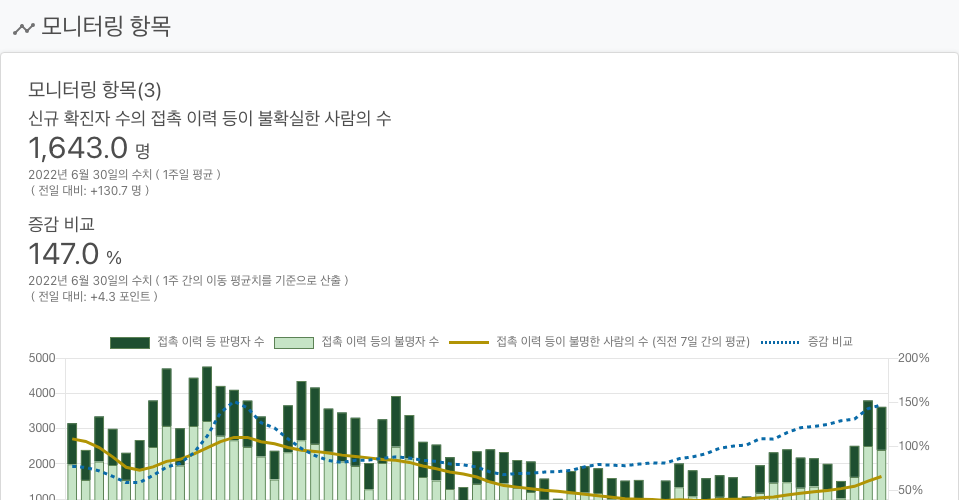 모니터링 항목
모니터링 항목(3)
신규 확진자 수의 접촉 이력 등이 불확실한 사람의 수
1,643.0 명
2022년 6월 30일의 수치 ( 1주일 평균 )
( 전일 대비: +130.7 명 )
증감 비교
147.0 %
2022년 6월 30일의 수치 ( 1주 간의 이동 평균치를 기준으로 산출 )
( 전일 대비: +4.3 포인트 )
접촉 이력 등 판명자 수 접촉 이력 등의 불명자 수 접촉 이력 등이 불명한 사람의 수 (직전 7일 간의 평균) 증감 비교
5000 200%
4000 150%
3000 100%
2000 50%
1000